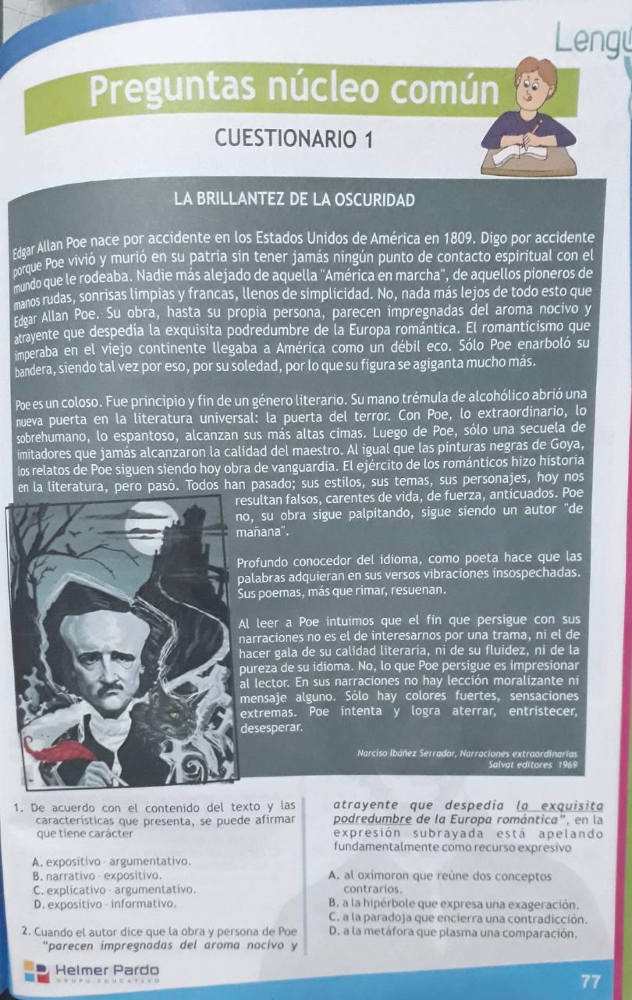 Lengu
Preguntas núcleo común
CUESTIONARIO 1
LA BRILLANTEZ DE LA OSCURIDAD
Edgar Allan Poe nace por accidente en los Estados Unidos de América en 1809. Digo por accidente
porque Poe vivió y murió en su patria sin tener jamás ningún punto de contacto espiritual con el
mundo que le rodeaba. Nadie más alejado de aquella "América en marcha", de aquellos pioneros de
manos rudas, sonrisas limpias y francas, llenos de simplicidad. No, nada más lejos de todo esto que
Edgar Allan Poe. Su obra, hasta su propia persona, parecen impregnadas del aroma nocivo y
atrayente que despedía la exquisita podredumbre de la Europa romántica. El romanticismo que
imperaba en el viejo continente llegaba a América como un débil eco. Sólo Poe enarboló su
bandera, siendo tal vez por eso, por su soledad, por lo que su figura se agiganta mucho más.
Poe es un coloso. Fue principio y fin de un género literario. Su mano trémula de alcohólico abrió una
nueva puerta en la literatura universal: la puerta del terror. Con Poe, lo extraordinario, lo
sobrehumano, lo espantoso, alcanzan sus más altas cimas. Luego de Poe, sólo una secuela de
imitadores que jamás alcanzaron la calidad del maestro. Al igual que las pinturas negras de Goya,
los relatos de Poe siguen siendo hoy obra de vanguardia. El ejército de los románticos hizo historia
en la literatura, pero pasó. Todos han pasado; sus estilos, sus temas, sus personajes, hoy nos
resultan falsos, carentes de vida, de fuerza, anticuados. Poe
no, su obra sigue palpitando, sigue siendo un autor "de
mañana".
Profundo conocedor del idioma, como poeta hace que las
palabras adquieran en sus versos vibraciones insospechadas.
Sus poemas, más que rimar, resuenan.
Al leer a Poe intuimos que el fin que persigue con sus
narraciones no es el de interesarnos por una trama, ni el de
hacer gala de su calidad literaria, ni de su fluidez, ni de la
pureza de su idioma. No, lo que Poe persigue es impresionar
al lector. En sus narraciones no hay lección moralizante ni
mensaje alguno. Sólo hay colores fuertes, sensaciones
extremas. Poe intenta y logra aterrar, entristecer,
desesperar.
Narciso Ibáñez Serrador, Narraciones extraordinarias
Salvat editores 1969
1. De acuerdo con el contenido del texto y las
características que presenta, se puede afirmar
que tiene carácter
A. expositivo - argumentativo.
B. narrativo - expositivo.
C. explicativo - argumentativo.
D. expositivo - informativo.
2. Cuando el autor dice que la obra y persona de Poe
"parecen impregnadas del aroma nocivo y
atrayente que despedía la exquisita
podredumbre de la Europa romántica", en la
expresión subrayada está apelando
fundamentalmente como recurso expresivo
A. al oxímoron que reúne dos conceptos
contrarios.
B. a la hipérbole que expresa una exageración.
C. a la paradoja que encierra una contradicción.
D. a la metáfora que plasma una comparación.
Helmer Pardo
GRUPO EDUCATIVO
77